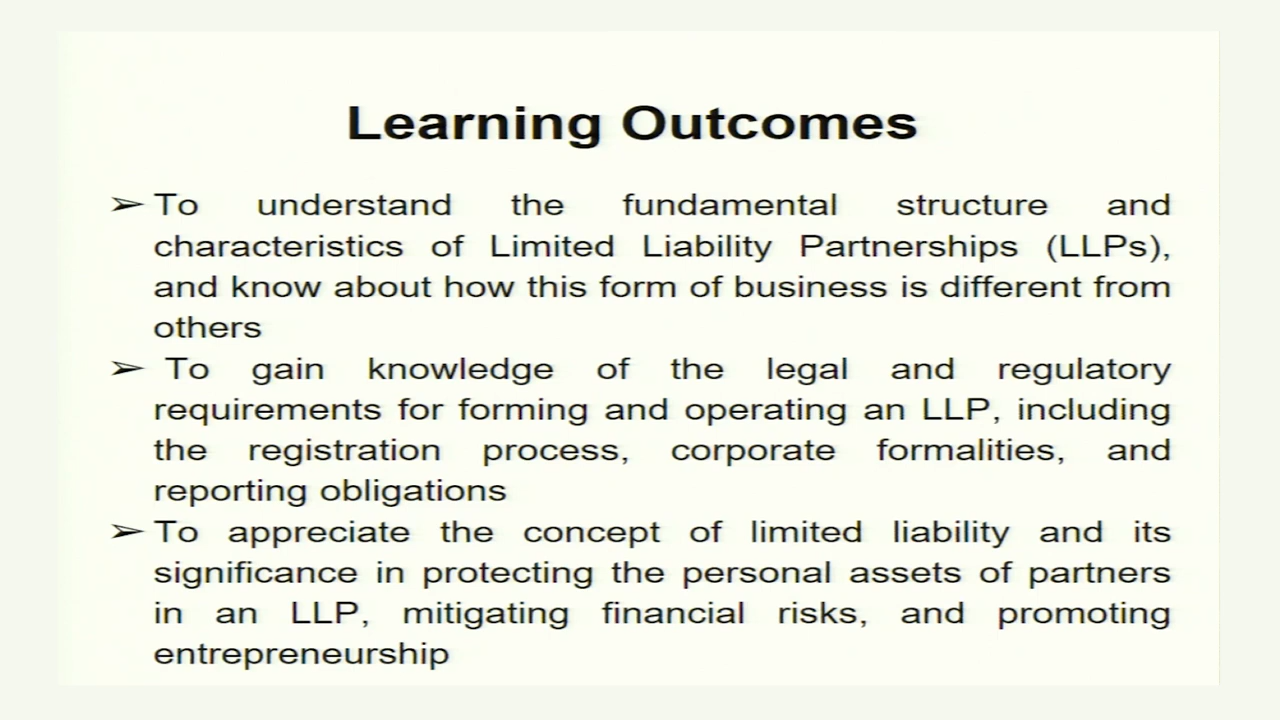 Learning Outcomes
➢ To understand the fundamental structure and
characteristics of Limited Liability Partnerships (LLPs),
and know about how this form of business is different from
others
➢ To gain knowledge of the legal and regulatory
requirements for forming and operating an LLP, including
the registration process, corporate formalities, and
reporting obligations
➢ To appreciate the concept of limited liability and its
significance in protecting the personal assets of partners
in an LLP, mitigating financial risks, and promoting
entrepreneurship